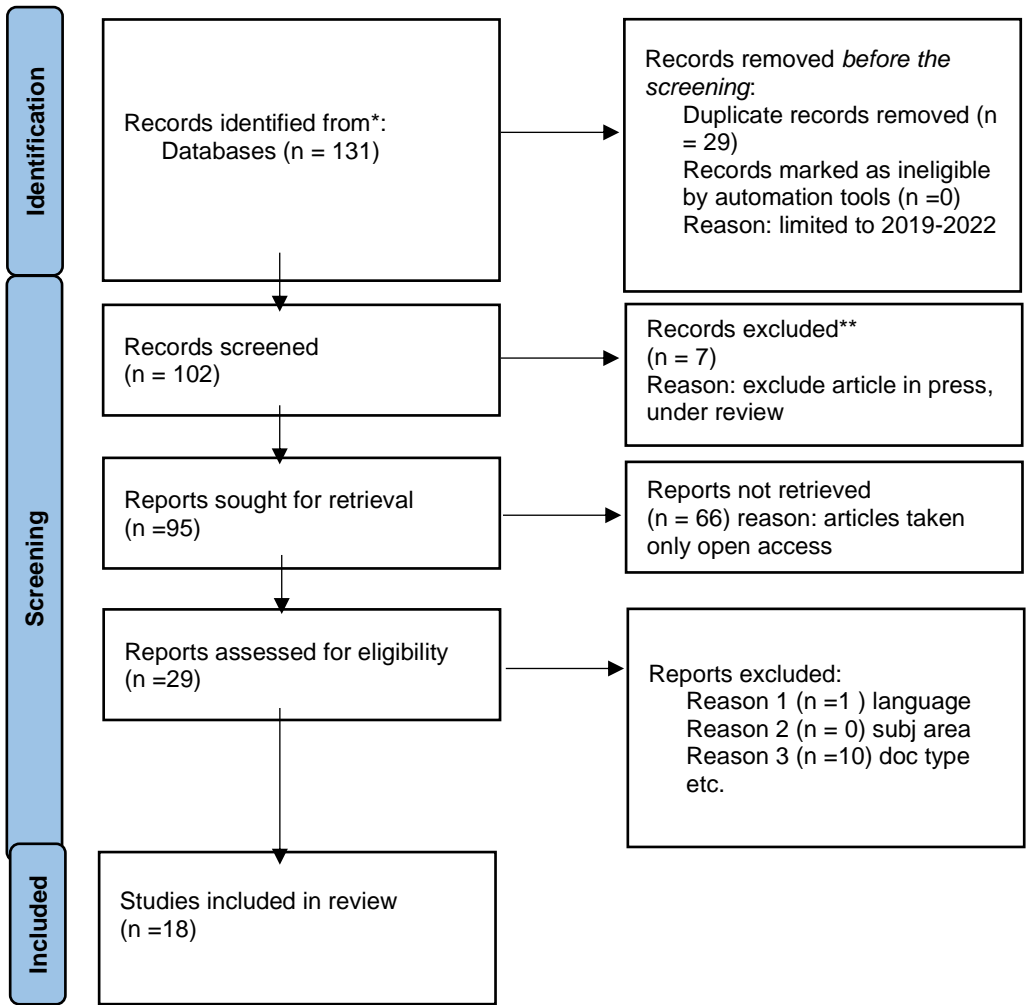 Identification
Records identified from*:
Databases (n = 131)
Records removed before the
screening:
Duplicate records removed (n
= 29)
Records marked as ineligible
by automation tools (n =0)
Reason: limited to 2019-2022
Screening
Records screened
(n = 102)
Records excluded**
(n = 7)
Reason: exclude article in press,
under review
Reports sought for retrieval
(n =95)
Reports not retrieved
(n = 66) reason: articles taken
only open access
Reports assessed for eligibility
(n =29)
Reports excluded:
Reason 1 (n =1 ) language
Reason 2 (n = 0) subj area
Reason 3 (n =10) doc type
etc.
Included
Studies included in review
(n =18)